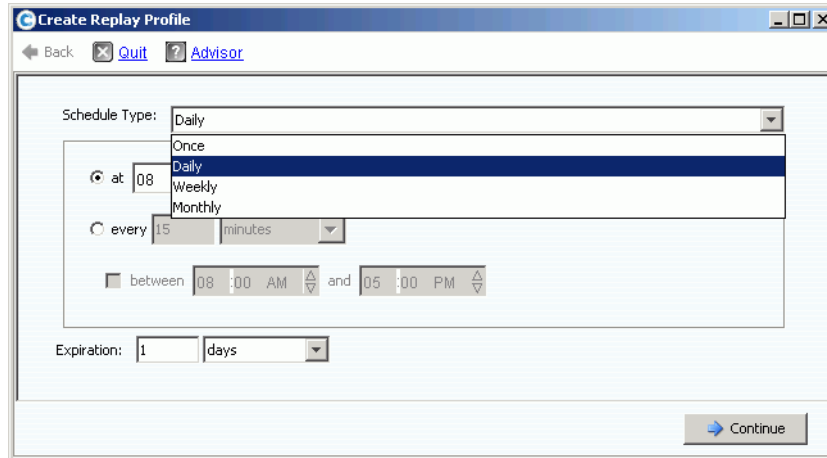 Create Replay Profile
Back Quit ? Advisor
Schedule Type: Daily
Once
Daily
at 08
Weekly
Monthly
every 15 minutes
between 08 :00 AM and 05 :00 PM
Expiration: 1 days
Continue